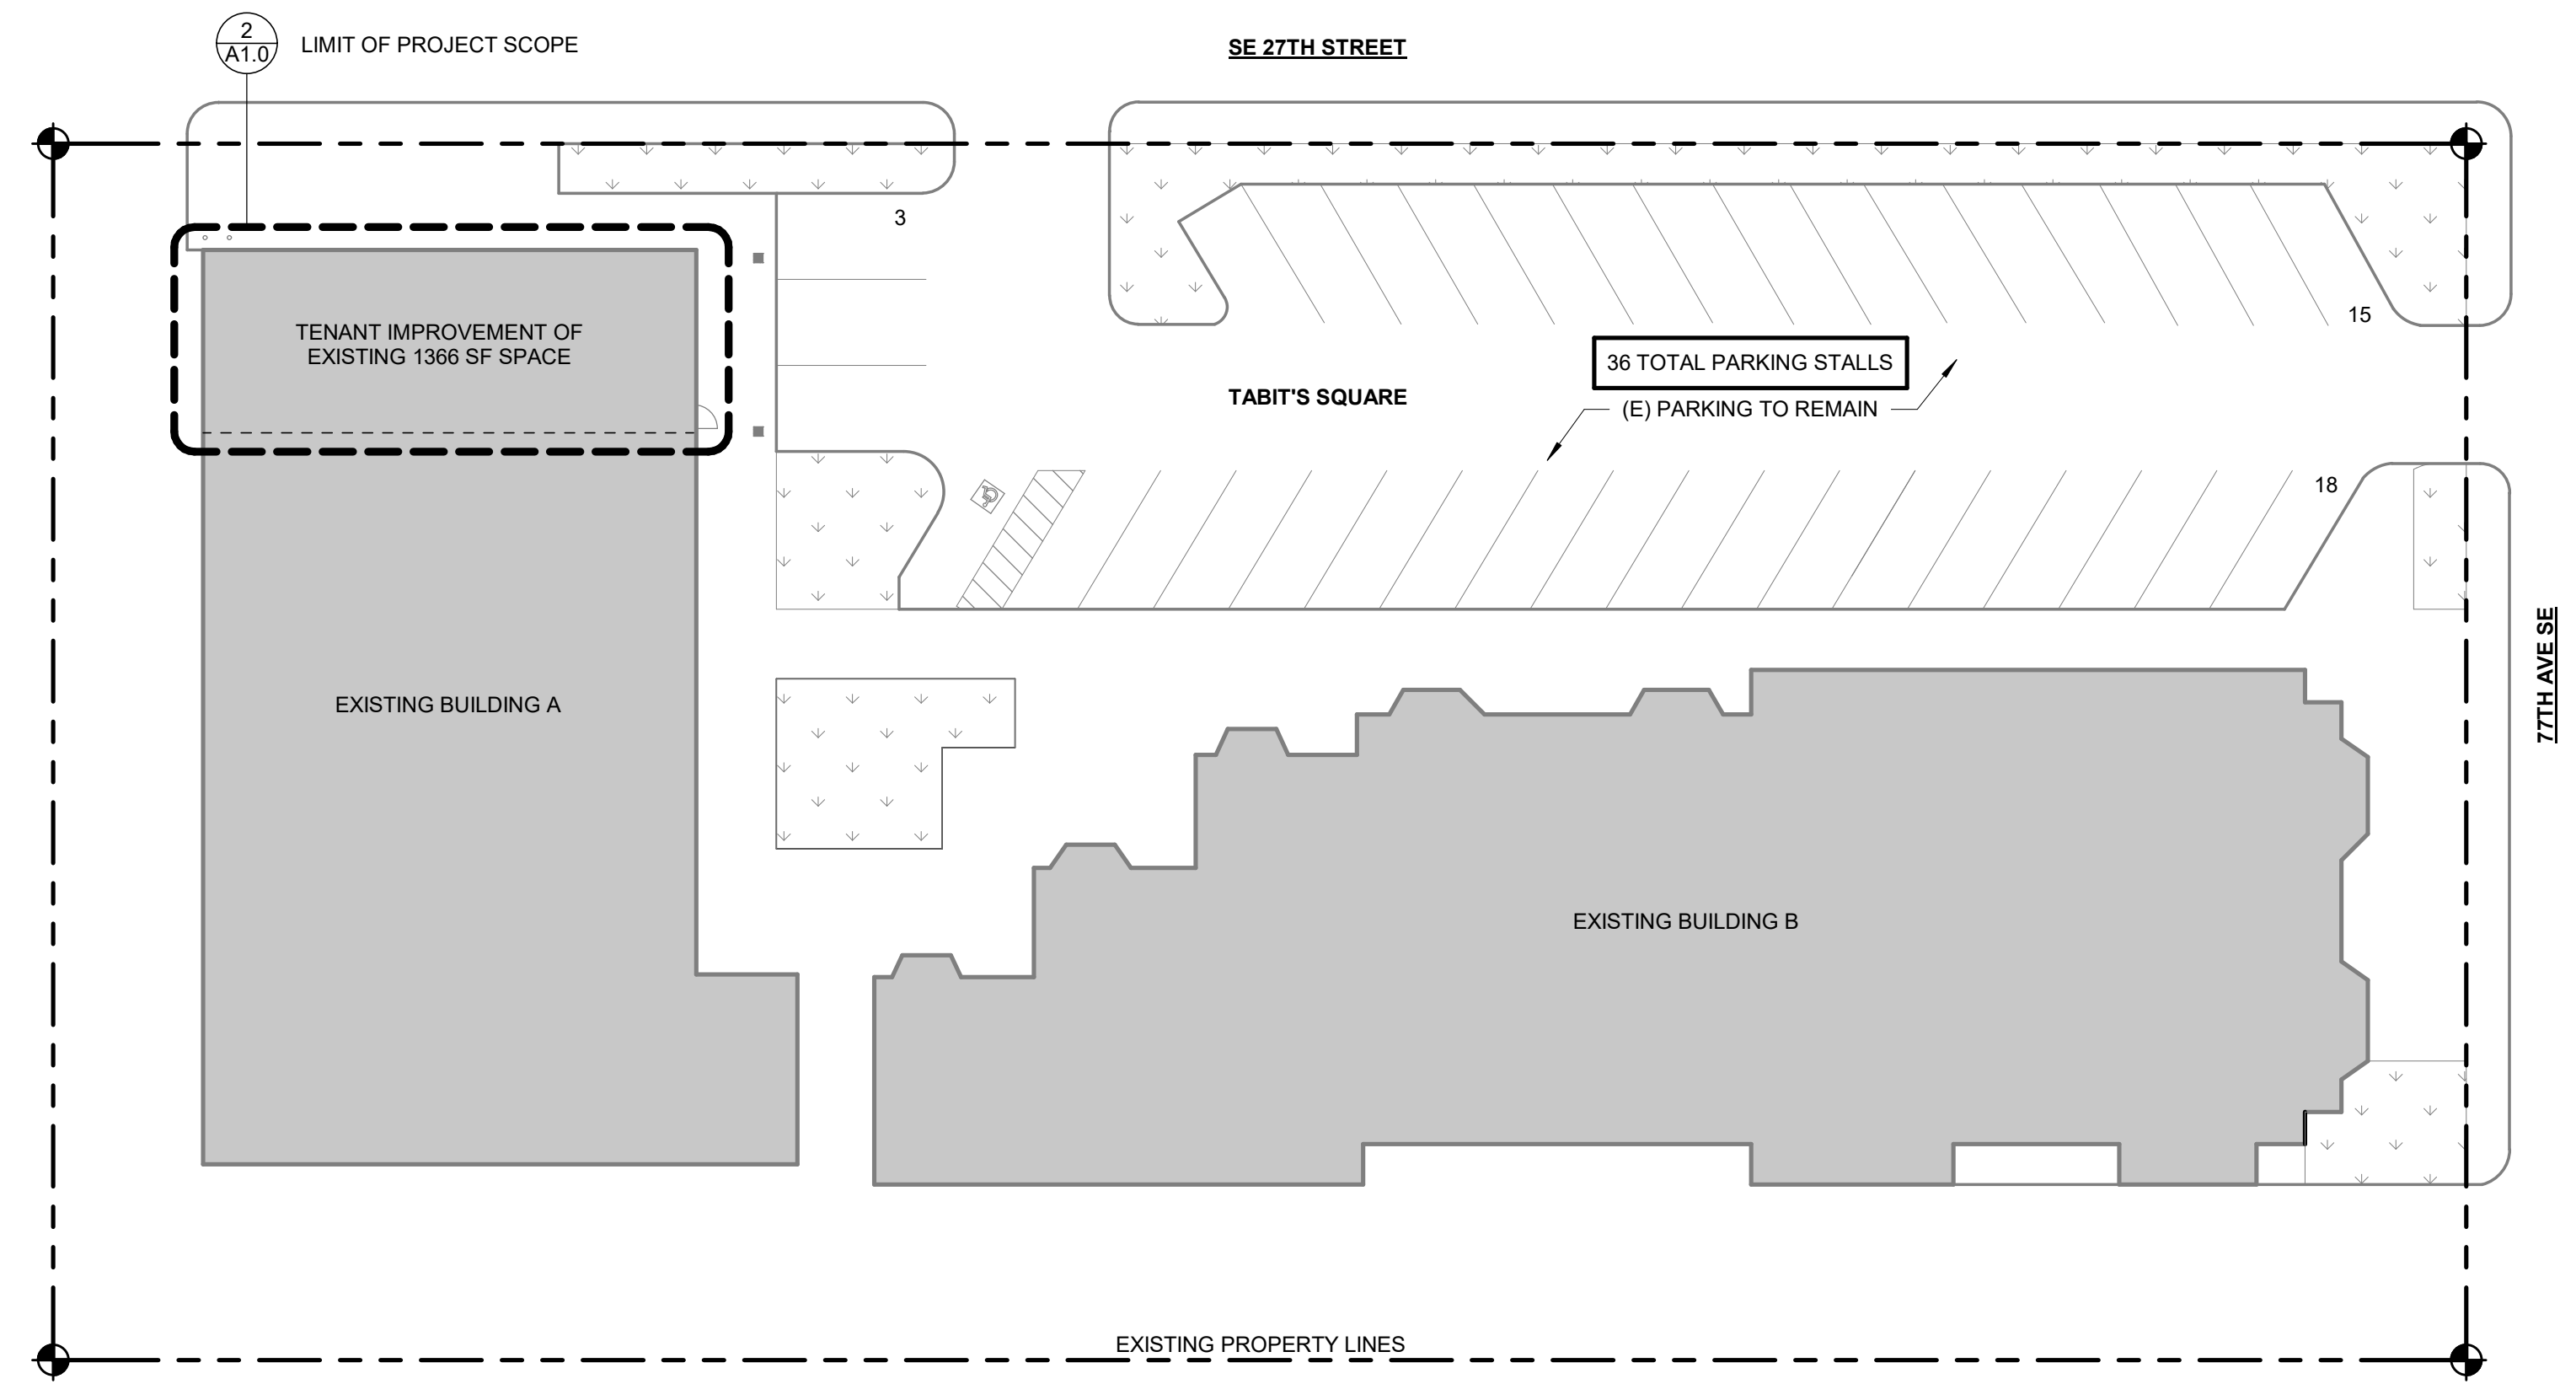 2
A1.0
LIMIT OF PROJECT SCOPE
SE 27TH STREET
3
15
TENANT IMPROVEMENT OF
EXISTING 1366 SF SPACE
36 TOTAL PARKING STALLS
TABIT'S SQUARE
(E) PARKING TO REMAIN
18
77TH AVE SE
EXISTING BUILDING A
EXISTING BUILDING B
EXISTING PROPERTY LINES